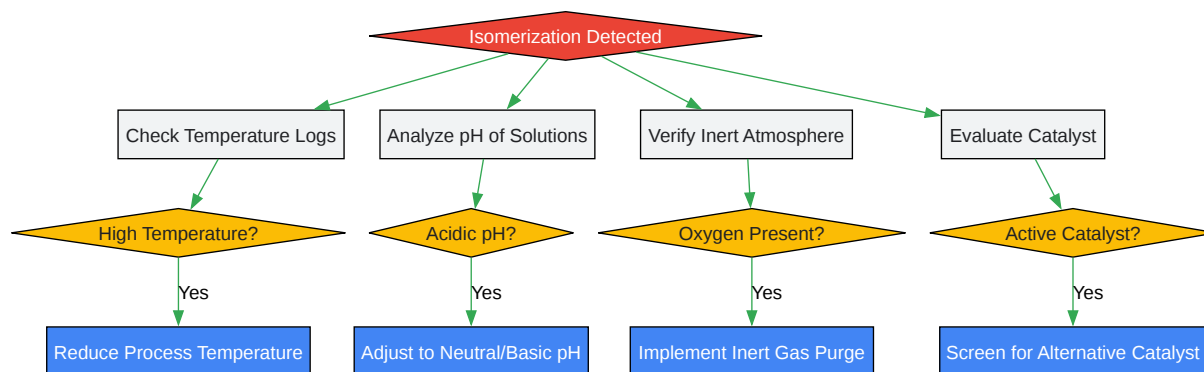 Isomerization Detected
Check Temperature Logs
Analyze pH of Solutions
Verify Inert Atmosphere
Evaluate Catalyst
High Temperature?
Acidic pH?
Oxygen Present?
Active Catalyst?
Yes
Yes
Yes
Yes
Reduce Process Temperature
Adjust to Neutral/Basic pH
Implement Inert Gas Purge
Screen for Alternative Catalyst